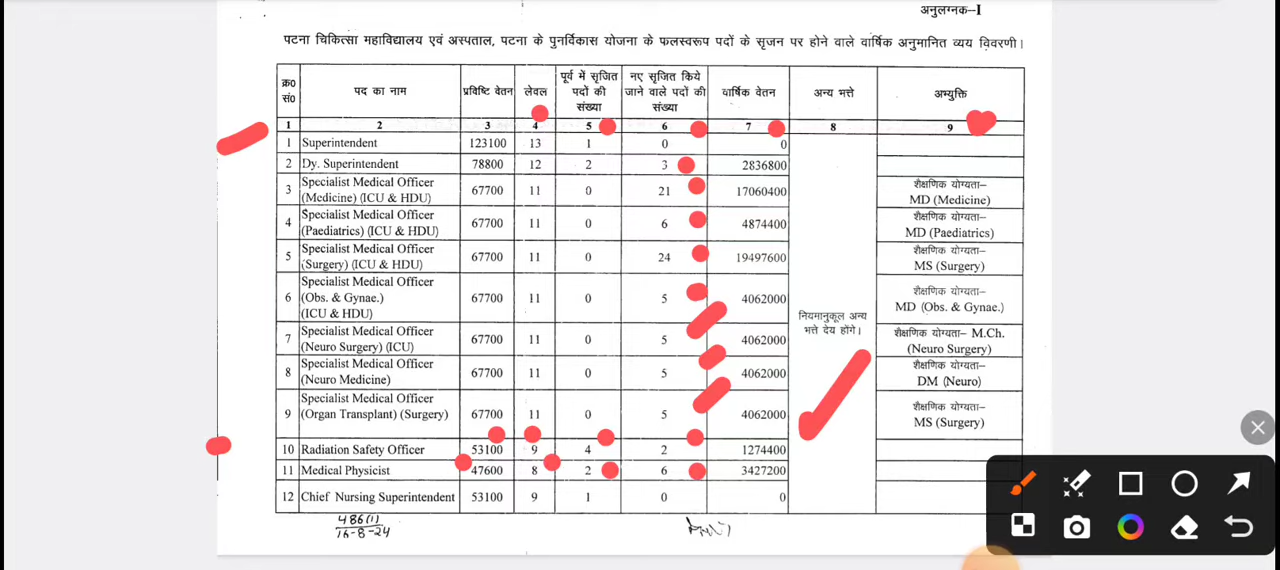 अनुलग्नक-I
पटना चिकित्सा महाविद्यालय एवं अस्पताल, पटना के पुनर्विकास योजना के फलस्वरूप पदों के सृजन पर होने वाले वार्षिक अनुमानित व्यय विवरणी।
क्र० सं० पद का नाम प्रविष्टि वेतन लेवल पूर्व में सृजित पदों की संख्या नए सृजित किये जाने वाले पदों की संख्या वार्षिक वेतन अन्य भत्ते अभ्युक्ति
1 2 3 4 5 6 7 8 9
1 Superintendent 123100 13 1 0 0
2 Dy. Superintendent 78800 12 2 3 2836800
3 Specialist Medical Officer (Medicine) (ICU & HDU) 67700 11 0 21 17060400 शैक्षणिक योग्यता– MD (Medicine)
4 Specialist Medical Officer (Paediatrics) (ICU & HDU) 67700 11 0 6 4874400 शैक्षणिक योग्यता– MD (Paediatrics)
5 Specialist Medical Officer (Surgery) (ICU & HDU) 67700 11 0 24 19497600 शैक्षणिक योग्यता– MS (Surgery)
6 Specialist Medical Officer (Obs. & Gynae.) (ICU & HDU) 67700 11 0 5 4062000 शैक्षणिक योग्यता– MD (Obs. & Gynae.)
नियमानुकूल अन्य भत्ते देय होंगे।
7 Specialist Medical Officer (Neuro Surgery) (ICU) 67700 11 0 5 4062000 शैक्षणिक योग्यता– M.Ch. (Neuro Surgery)
8 Specialist Medical Officer (Neuro Medicine) 67700 11 0 5 4062000 शैक्षणिक योग्यता– DM (Neuro)
9 Specialist Medical Officer (Organ Transplant) (Surgery) 67700 11 0 5 4062000 शैक्षणिक योग्यता– MS (Surgery)
10 Radiation Safety Officer 53100 9 4 2 1274400
11 Medical Physicist 47600 8 2 6 3427200
12 Chief Nursing Superintendent 53100 9 1 0 0
486(1)
16-8-24